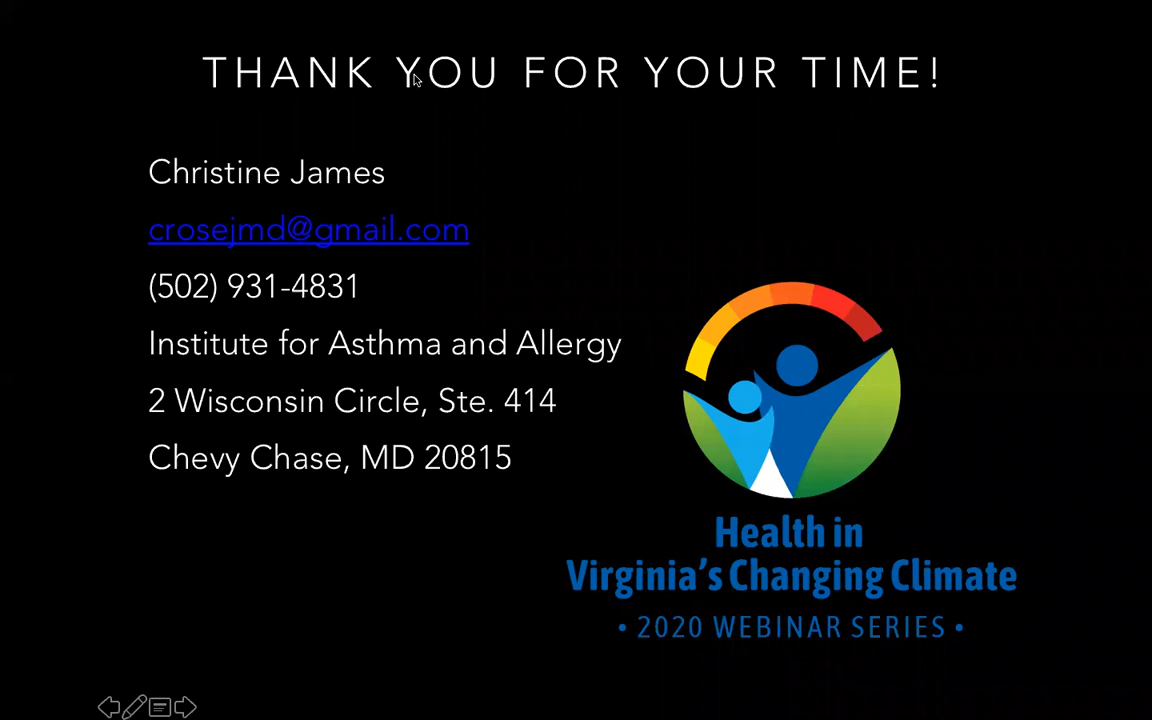 THANK YOU FOR YOUR TIME!
Christine James
crosejmd@gmail.com
(502) 931-4831
Institute for Asthma and Allergy
2 Wisconsin Circle, Ste. 414
Chevy Chase, MD 20815
Health in
Virginia's Changing Climate
• 2020 WEBINAR SERIES •